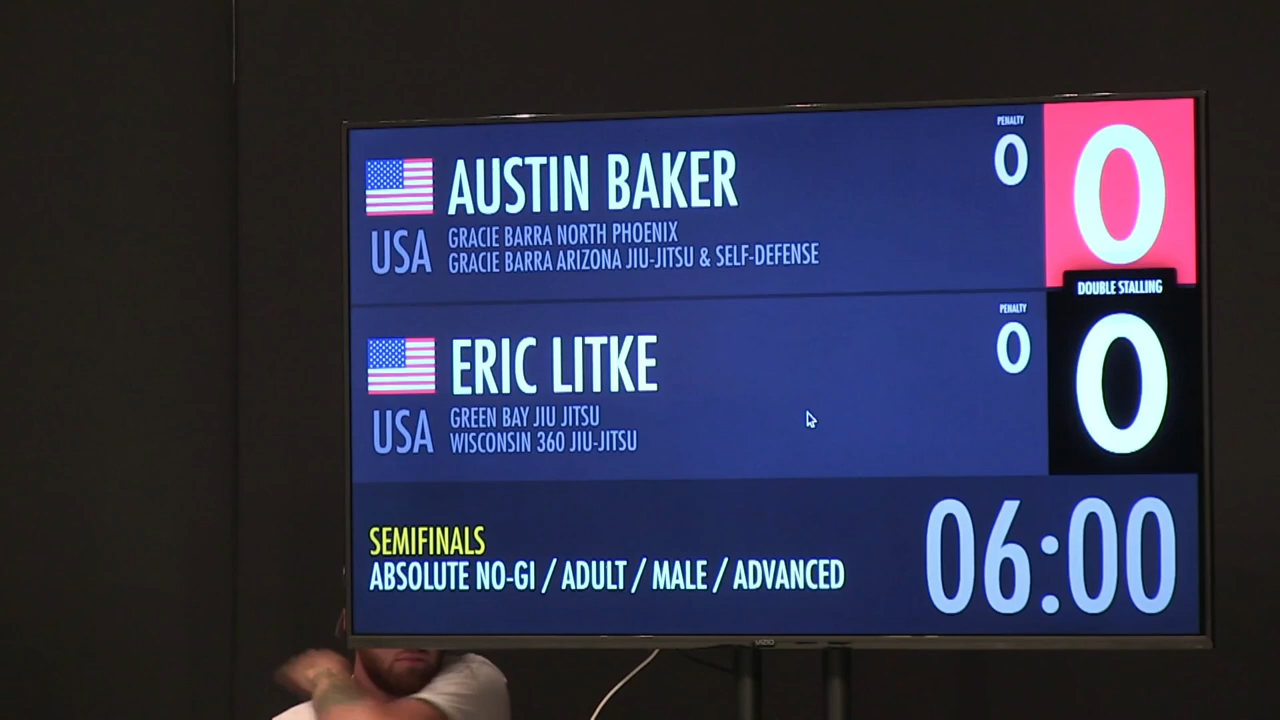 PENALTY
0
0
AUSTIN BAKER
USA
GRACIE BARRA NORTH PHOENIX
GRACIE BARRA ARIZONA JIU-JITSU & SELF-DEFENSE
DOUBLE STALLING
PENALTY
0
0
ERIC LITKE
USA
GREEN BAY JIU JITSU
WISCONSIN 360 JIU-JITSU
SEMIFINALS
ABSOLUTE NO-GI / ADULT / MALE / ADVANCED
06:00
VIZIO